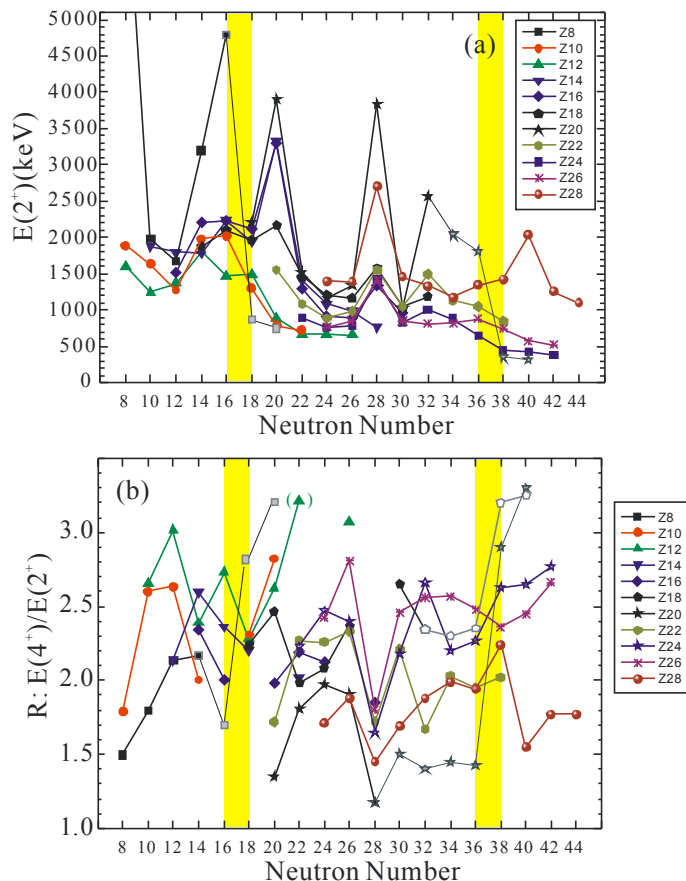 5000
4500
4000
3500
3000
2500
2000
1500
1000
500
0
E(2⁺)(keV)
(a)
Z8
Z10
Z12
Z14
Z16
Z18
Z20
Z22
Z24
Z26
Z28
8 10 12 14 16 18 20 22 24 26 28 30 32 34 36 38 40 42 44
Neutron Number
(b)
( )
3.0
2.5
2.0
1.5
1.0
R: E(4⁺)/E(2⁺)
Z8
Z10
Z12
Z14
Z16
Z18
Z20
Z22
Z24
Z26
Z28
8 10 12 14 16 18 20 22 24 26 28 30 32 34 36 38 40 42 44
Neutron Number